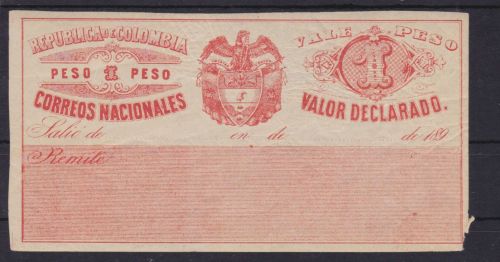 REPUBLICA DE COLOMBIA
PESO 1 PESO
CORREOS NACIONALES
VALE PESO
1
VALOR DECLARADO.
Salió de en de de 189
Remite